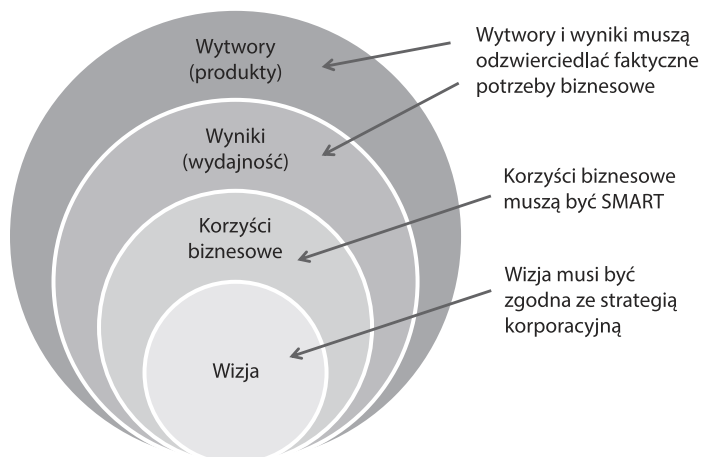 Wytwory
(produkty)
Wyniki
(wydajność)
Korzyści
biznesowe
Wizja
Wytwory i wyniki muszą
odzwierciedlać faktyczne
potrzeby biznesowe
Korzyści biznesowe
muszą być SMART
Wizja musi być
zgodna ze strategią
korporacyjną